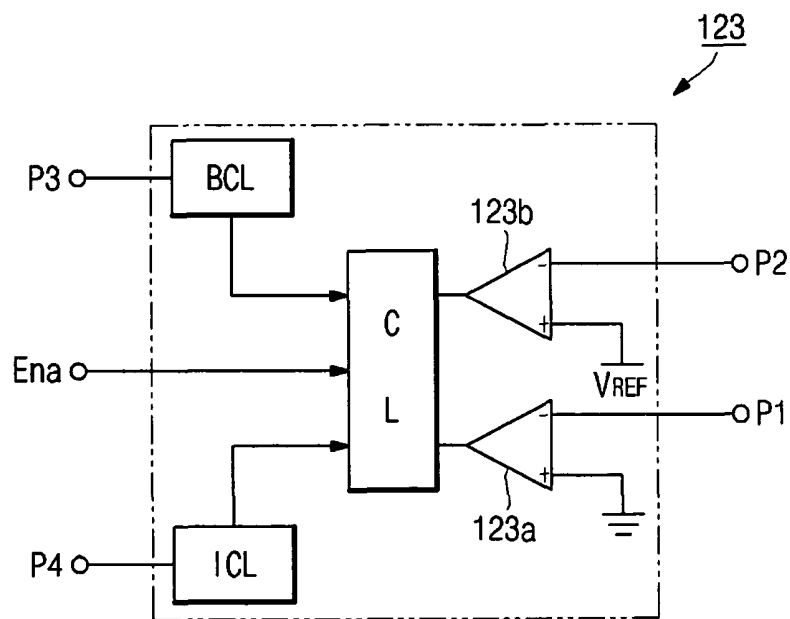 123
P3
BCL
123b
-
P2
+
C
L
VREF
Ena
-
P1
+
123a
P4
ICL